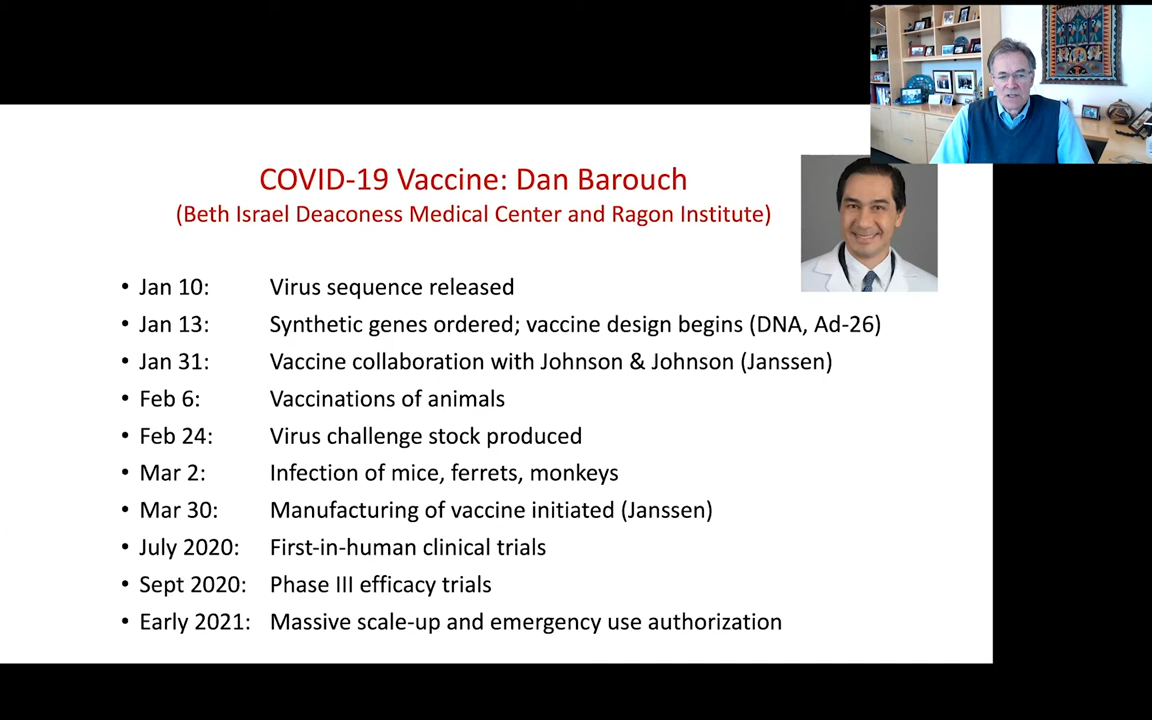 COVID-19 Vaccine: Dan Barouch
(Beth Israel Deaconess Medical Center and Ragon Institute)
• Jan 10: Virus sequence released
• Jan 13: Synthetic genes ordered; vaccine design begins (DNA, Ad-26)
• Jan 31: Vaccine collaboration with Johnson & Johnson (Janssen)
• Feb 6: Vaccinations of animals
• Feb 24: Virus challenge stock produced
• Mar 2: Infection of mice, ferrets, monkeys
• Mar 30: Manufacturing of vaccine initiated (Janssen)
• July 2020: First-in-human clinical trials
• Sept 2020: Phase III efficacy trials
• Early 2021: Massive scale-up and emergency use authorization